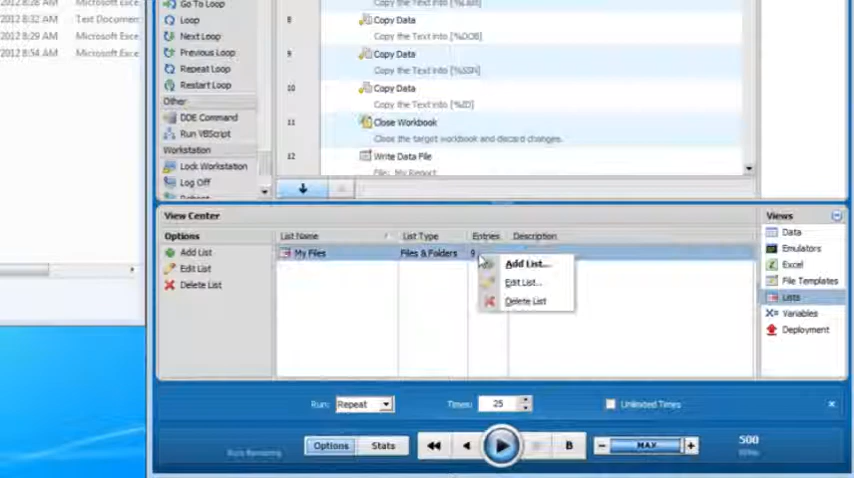 2012 8:28 AM Microsoft Exce
2012 8:32 AM Text Documen
2012 8:29 AM Microsoft Exce
2012 8:54 AM Microsoft Exce
Go To Loop
Loop
Next Loop
Previous Loop
Repeat Loop
Restart Loop
Other
DDE Command
Run VBScript
Workstation
Lock Workstation
Log Off
8 Copy Data
Copy the Text into [%DOB]
9 Copy Data
Copy the Text into [%SSN]
10 Copy Data
Copy the Text into [%ID]
11 Close Workbook
Close the target workbook and discard changes.
12 Write Data File
File: My Report
View Center
Options
Add List
Edit List
Delete List
List Name List Type Entries Description
My Files Files & Folders 9
Add List...
Edit List...
Delete List
Views
Data
Emulators
Excel
File Templates
Lists
X= Variables
Deployment
Run: Repeat Times: 25 Unlimited Times
Runs Remaining
Options Stats B MAX 500